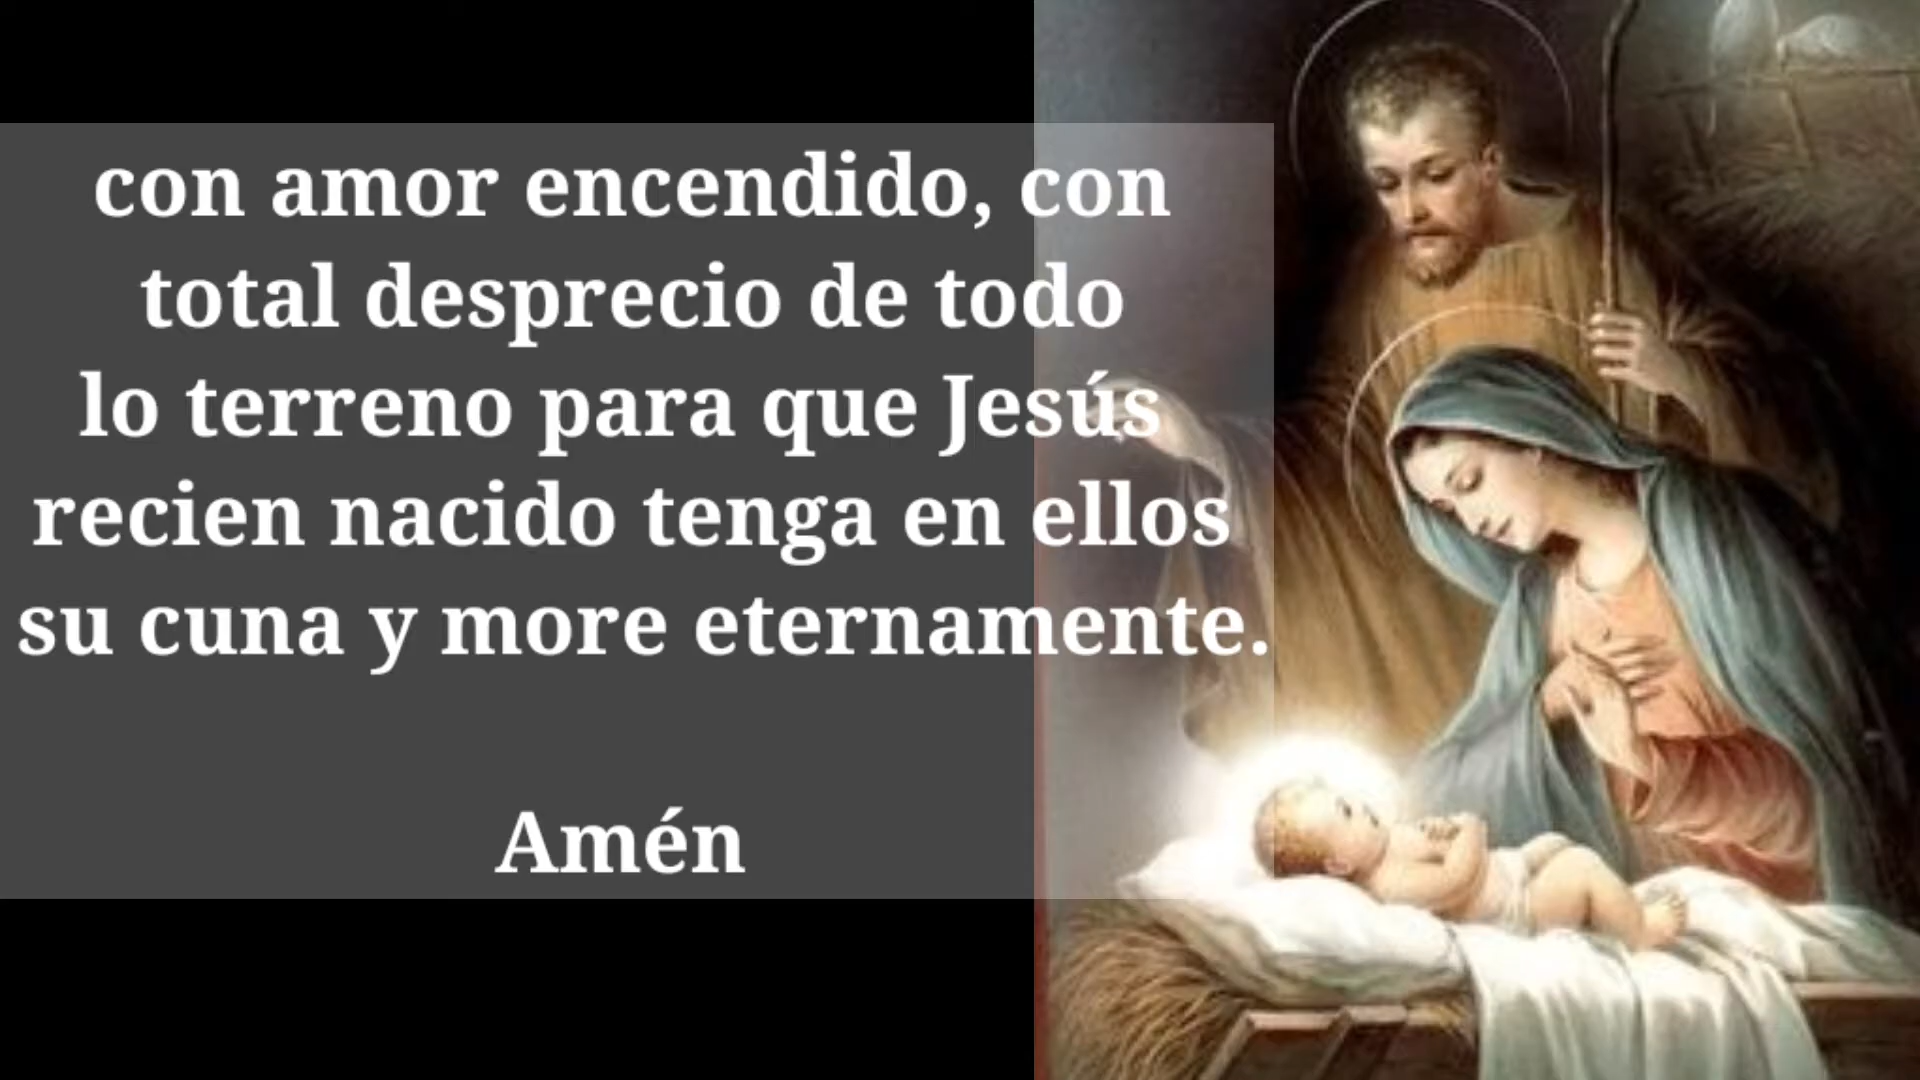 con amor encendido, con
total desprecio de todo
lo terreno para que Jesús
recien nacido tenga en ellos
su cuna y more eternamente.
Amén